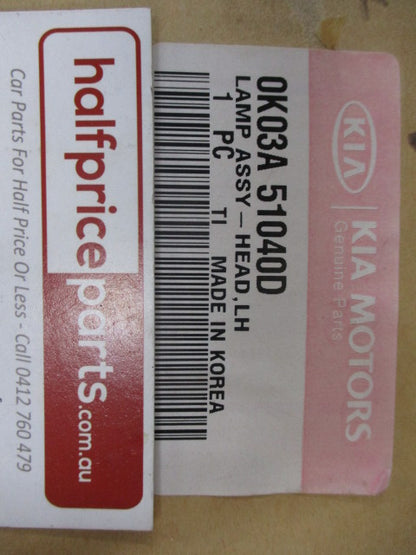 KIA
KIA MOTORS
Genuine Parts
0K03A 51040D
LAMP ASSY-HEAD,LH
1 PC TI MADE IN KOREA
halfpriceparts.com.au
Car Parts For Half Price Or Less - Call 0412 760 479